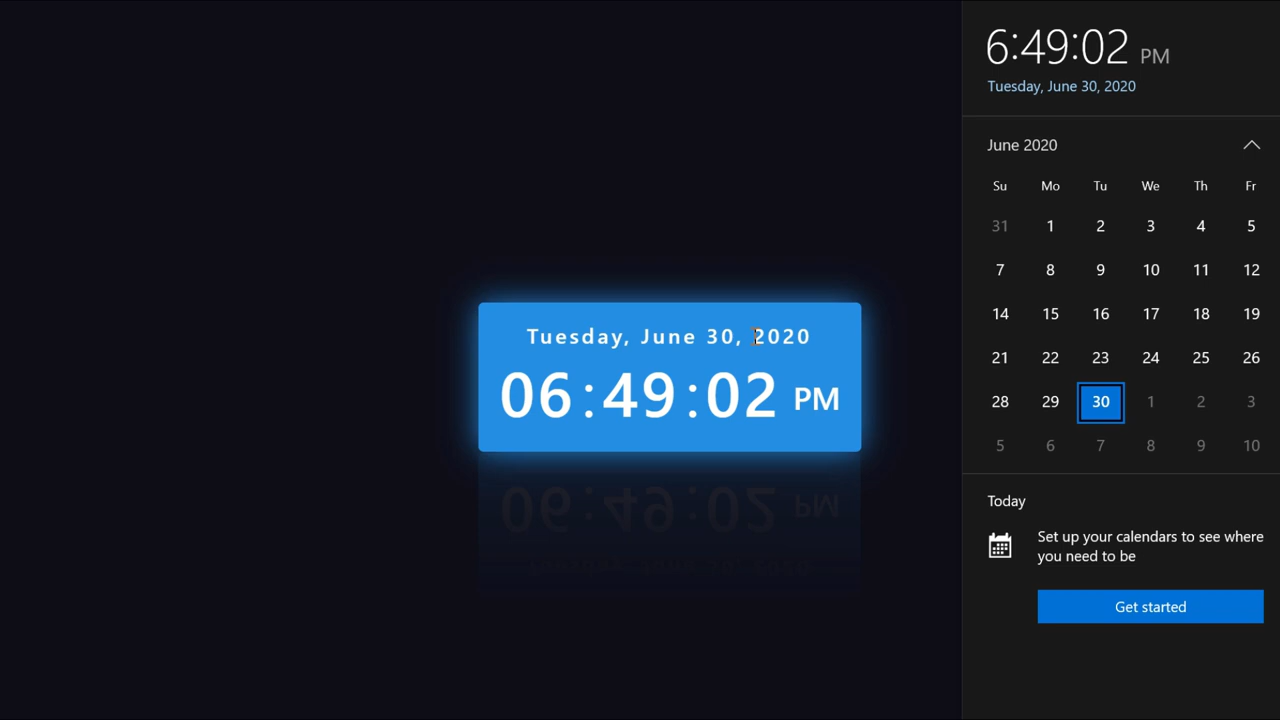 Tuesday, June 30, 2020
06:49:02 PM
6:49:02 PM
Tuesday, June 30, 2020
June 2020
Su Mo Tu We Th Fr
31 1 2 3 4 5
7 8 9 10 11 12
14 15 16 17 18 19
21 22 23 24 25 26
28 29 30 1 2 3
5 6 7 8 9 10
Today
Set up your calendars to see where
you need to be
Get started